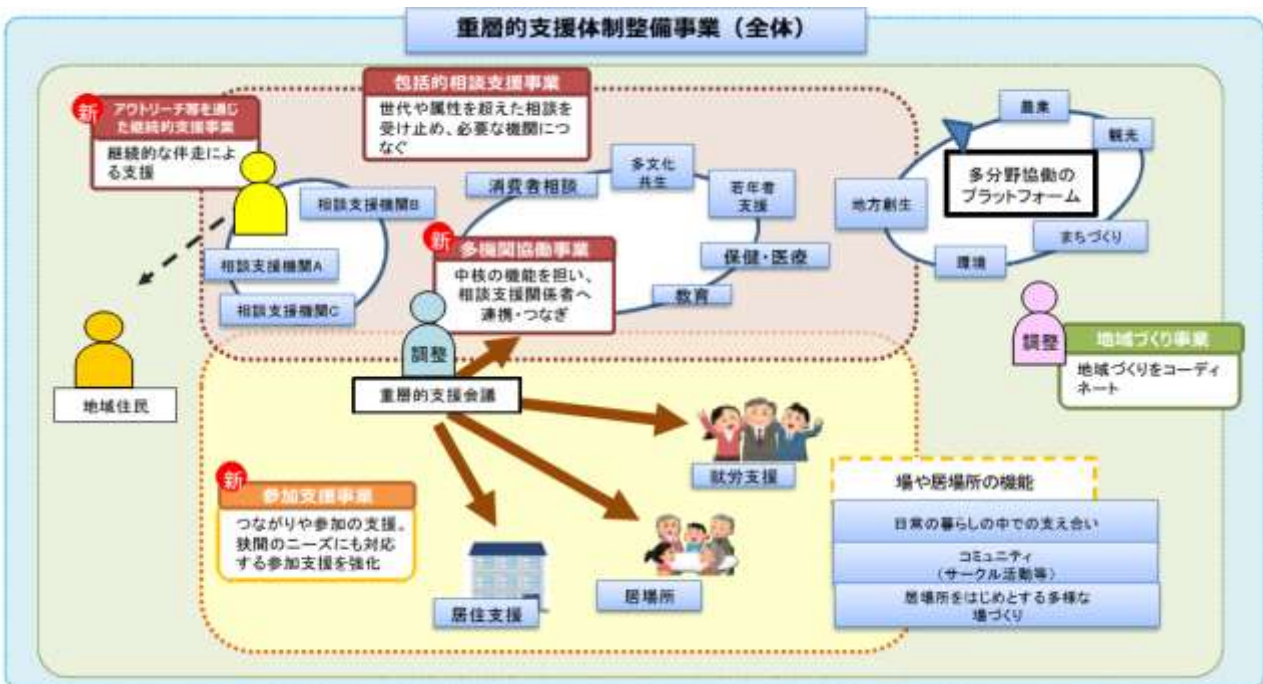 重層的支援体制整備事業（全体）
新
アウトリーチ等を通じ
た継続的支援事業
継続的な伴走によ
る支援
包括的相談支援事業
世代や属性を超えた相談を
受け止め、必要な機関につ
なぐ
相談支援機関B
相談支援機関A
相談支援機関C
消費者相談
多文化
共生
若年者
支援
保健・医療
教育
新
多機関協働事業
中核の機能を担い、
相談支援関係者へ
連携・つなぎ
農業
観光
地方創生
多分野協働の
プラットフォーム
まちづくり
環境
調整
地域づくり事業
地域づくりをコーディ
ネート
地域住民
調整
重層的支援会議
新
参加支援事業
つながりや参加の支援。
狭間のニーズにも対応
する参加支援を強化
就労支援
居場所
居住支援
場や居場所の機能
日常の暮らしの中での支え合い
コミュニティ
（サークル活動等）
居場所をはじめとする多様な
場づくり